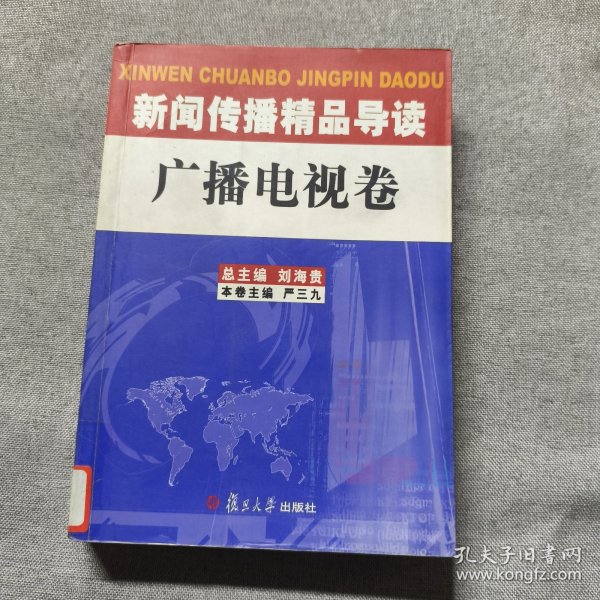 XINWEN CHUANBO JINGPIN DAODU
新闻传播精品导读
广播电视卷
总主编 刘海贵
本卷主编 严三九
復旦大學 出版社
孔夫子旧书网
www.kongfz.com